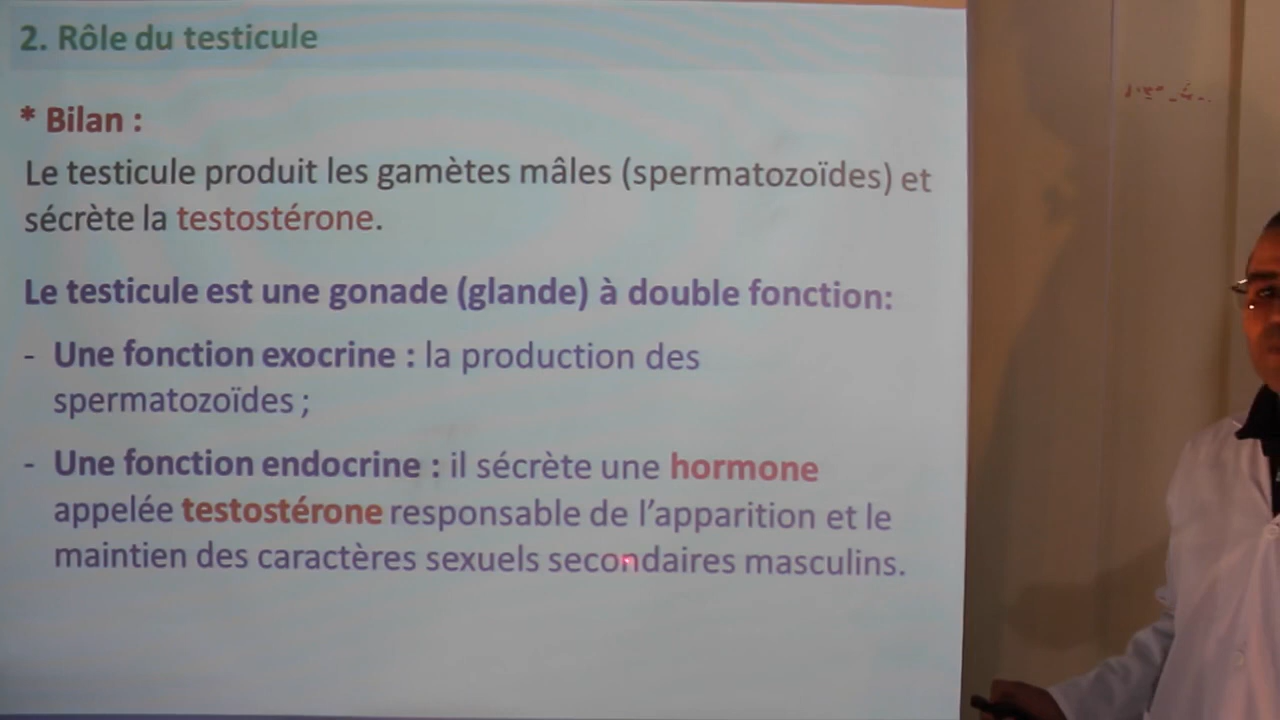 2. Rôle du testicule
* Bilan :
Le testicule produit les gamètes mâles (spermatozoïdes) et
sécrète la testostérone.
Le testicule est une gonade (glande) à double fonction:
- Une fonction exocrine : la production des
spermatozoïdes ;
- Une fonction endocrine : il sécrète une hormone
appelée testostérone responsable de l'apparition et le
maintien des caractères sexuels secondaires masculins.